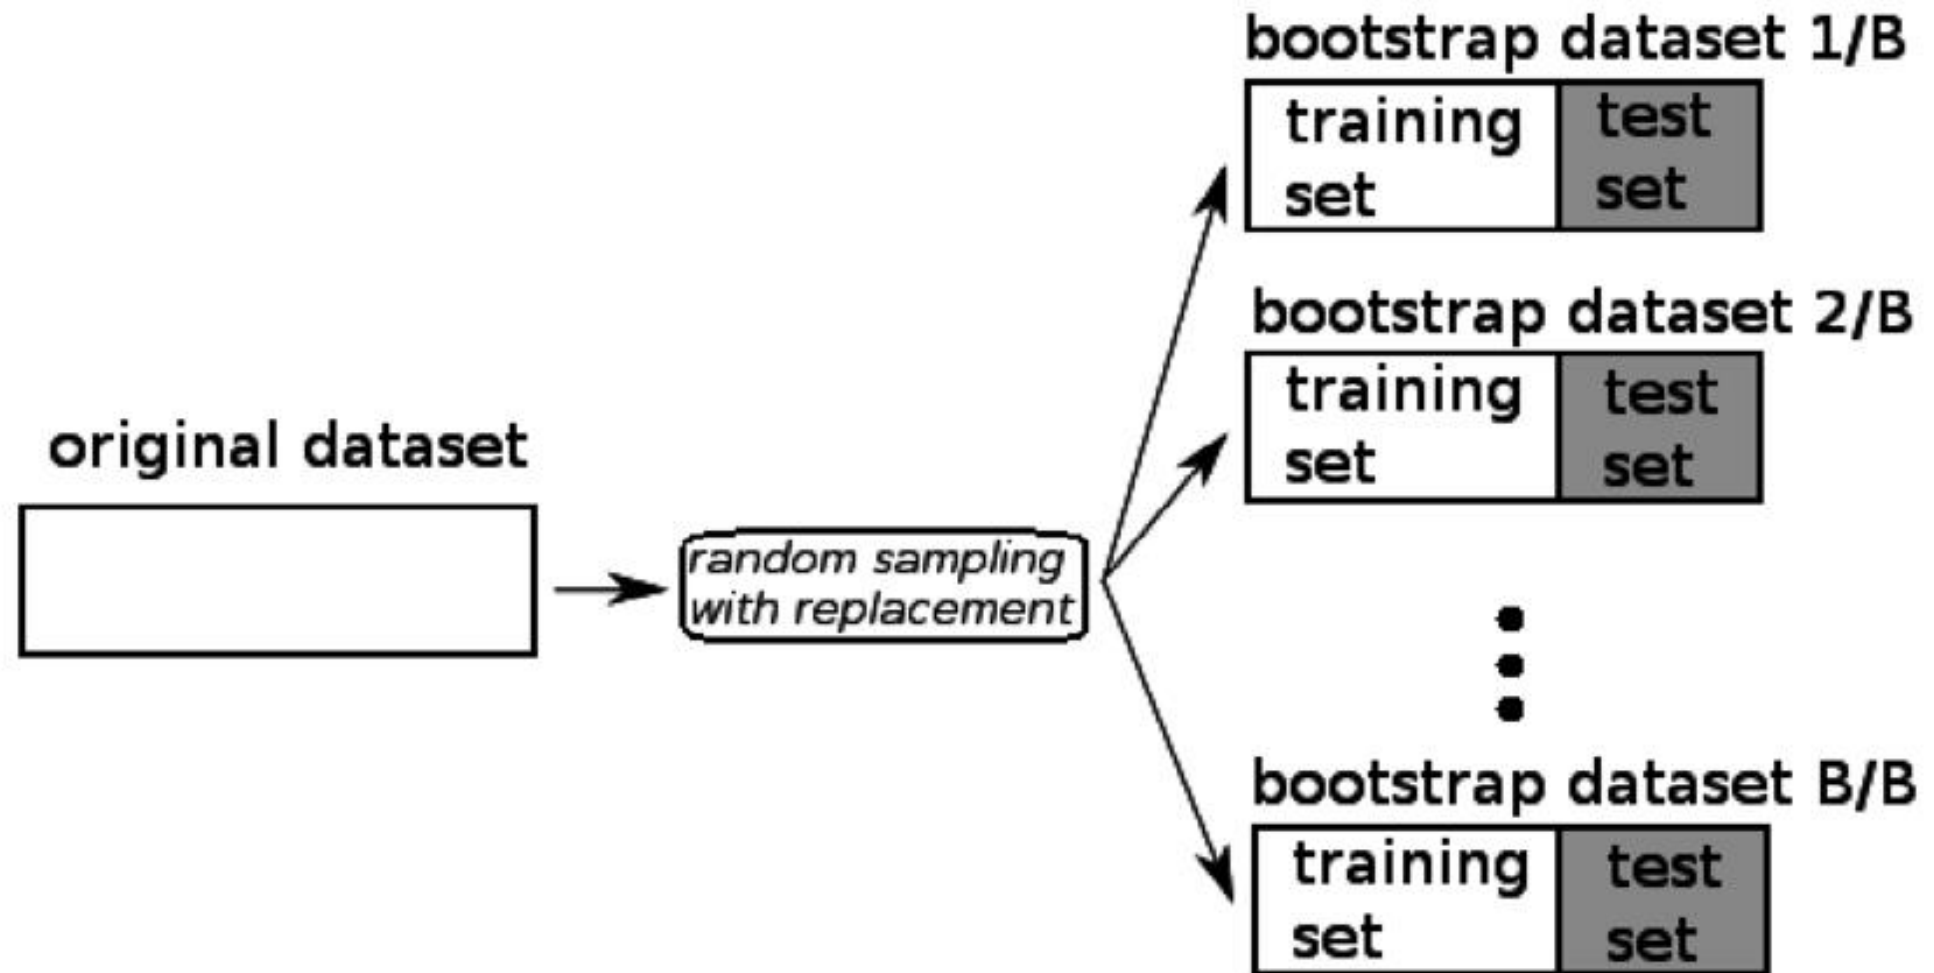 original dataset
random sampling
with replacement
bootstrap dataset 1/B
training
set
test
set
bootstrap dataset 2/B
training
set
test
set
bootstrap dataset B/B
training
set
test
set